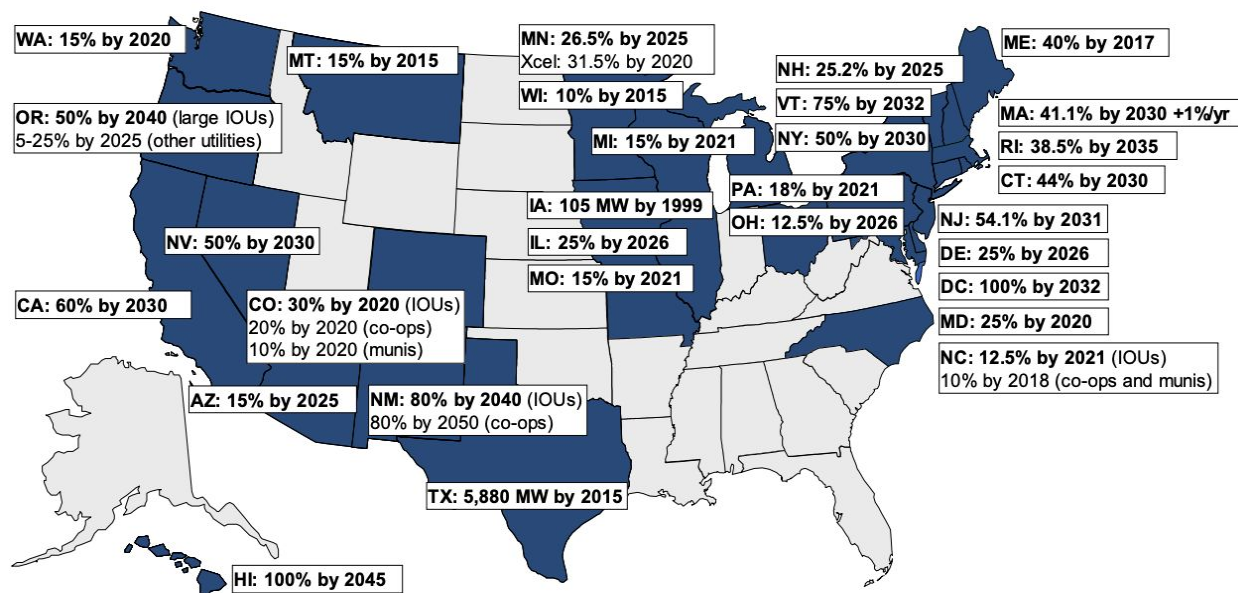 WA: 15% by 2020
MT: 15% by 2015
MN: 26.5% by 2025
Xcel: 31.5% by 2020
ME: 40% by 2017
NH: 25.2% by 2025
WI: 10% by 2015
VT: 75% by 2032
OR: 50% by 2040 (large IOUs)
5-25% by 2025 (other utilities)
MA: 41.1% by 2030 +1%/yr
MI: 15% by 2021
NY: 50% by 2030
RI: 38.5% by 2035
CT: 44% by 2030
PA: 18% by 2021
IA: 105 MW by 1999
OH: 12.5% by 2026
NJ: 54.1% by 2031
NV: 50% by 2030
IL: 25% by 2026
DE: 25% by 2026
MO: 15% by 2021
DC: 100% by 2032
CA: 60% by 2030
CO: 30% by 2020 (IOUs)
20% by 2020 (co-ops)
10% by 2020 (munis)
MD: 25% by 2020
NC: 12.5% by 2021 (IOUs)
10% by 2018 (co-ops and munis)
AZ: 15% by 2025
NM: 80% by 2040 (IOUs)
80% by 2050 (co-ops)
TX: 5,880 MW by 2015
HI: 100% by 2045